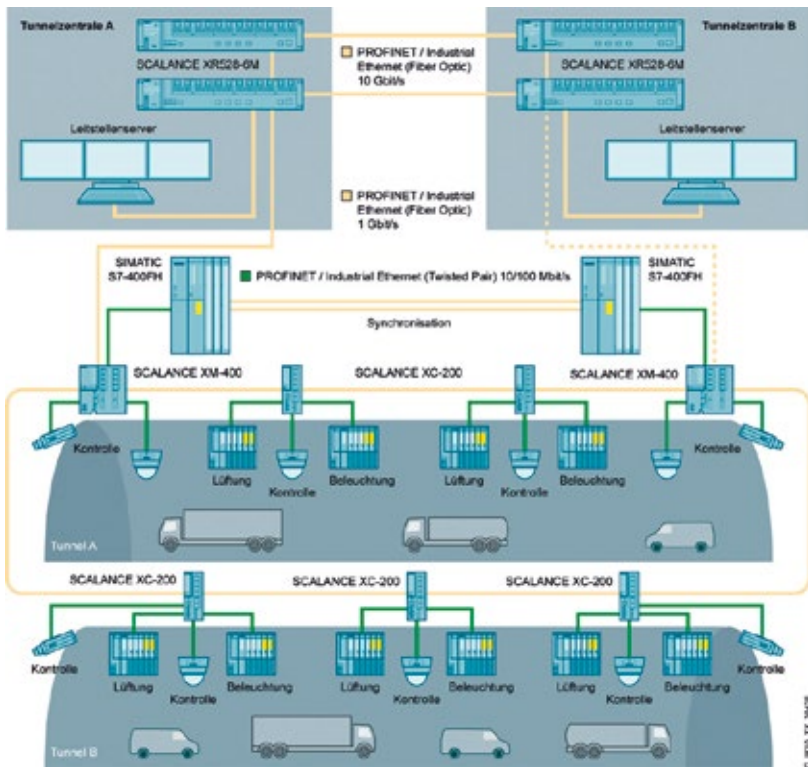 Tunnelzentrale A
Tunnelzentrale B
SCALANCE XR528-6M
PROFINET / Industrial
Ethernet (Fiber Optic)
10 Gbit/s
SCALANCE XR528-6M
Leitstellenserver
Leitstellenserver
PROFINET / Industrial
Ethernet (Fiber Optic)
1 Gbit/s
SIMATIC
S7-400FH
PROFINET / Industrial Ethernet (Twisted Pair) 10/100 Mbit/s
SIMATIC
S7-400FH
Synchronisation
SCALANCE XM-400
SCALANCE XC-200
SCALANCE XM-400
Kontrolle
Lüftung
Kontrolle
Beleuchtung
Lüftung
Kontrolle
Beleuchtung
Kontrolle
Tunnel A
SCALANCE XC-200
SCALANCE XC-200
SCALANCE XC-200
Kontrolle
Lüftung
Kontrolle
Beleuchtung
Lüftung
Kontrolle
Beleuchtung
Lüftung
Kontrolle
Beleuchtung
Kontrolle
Tunnel B